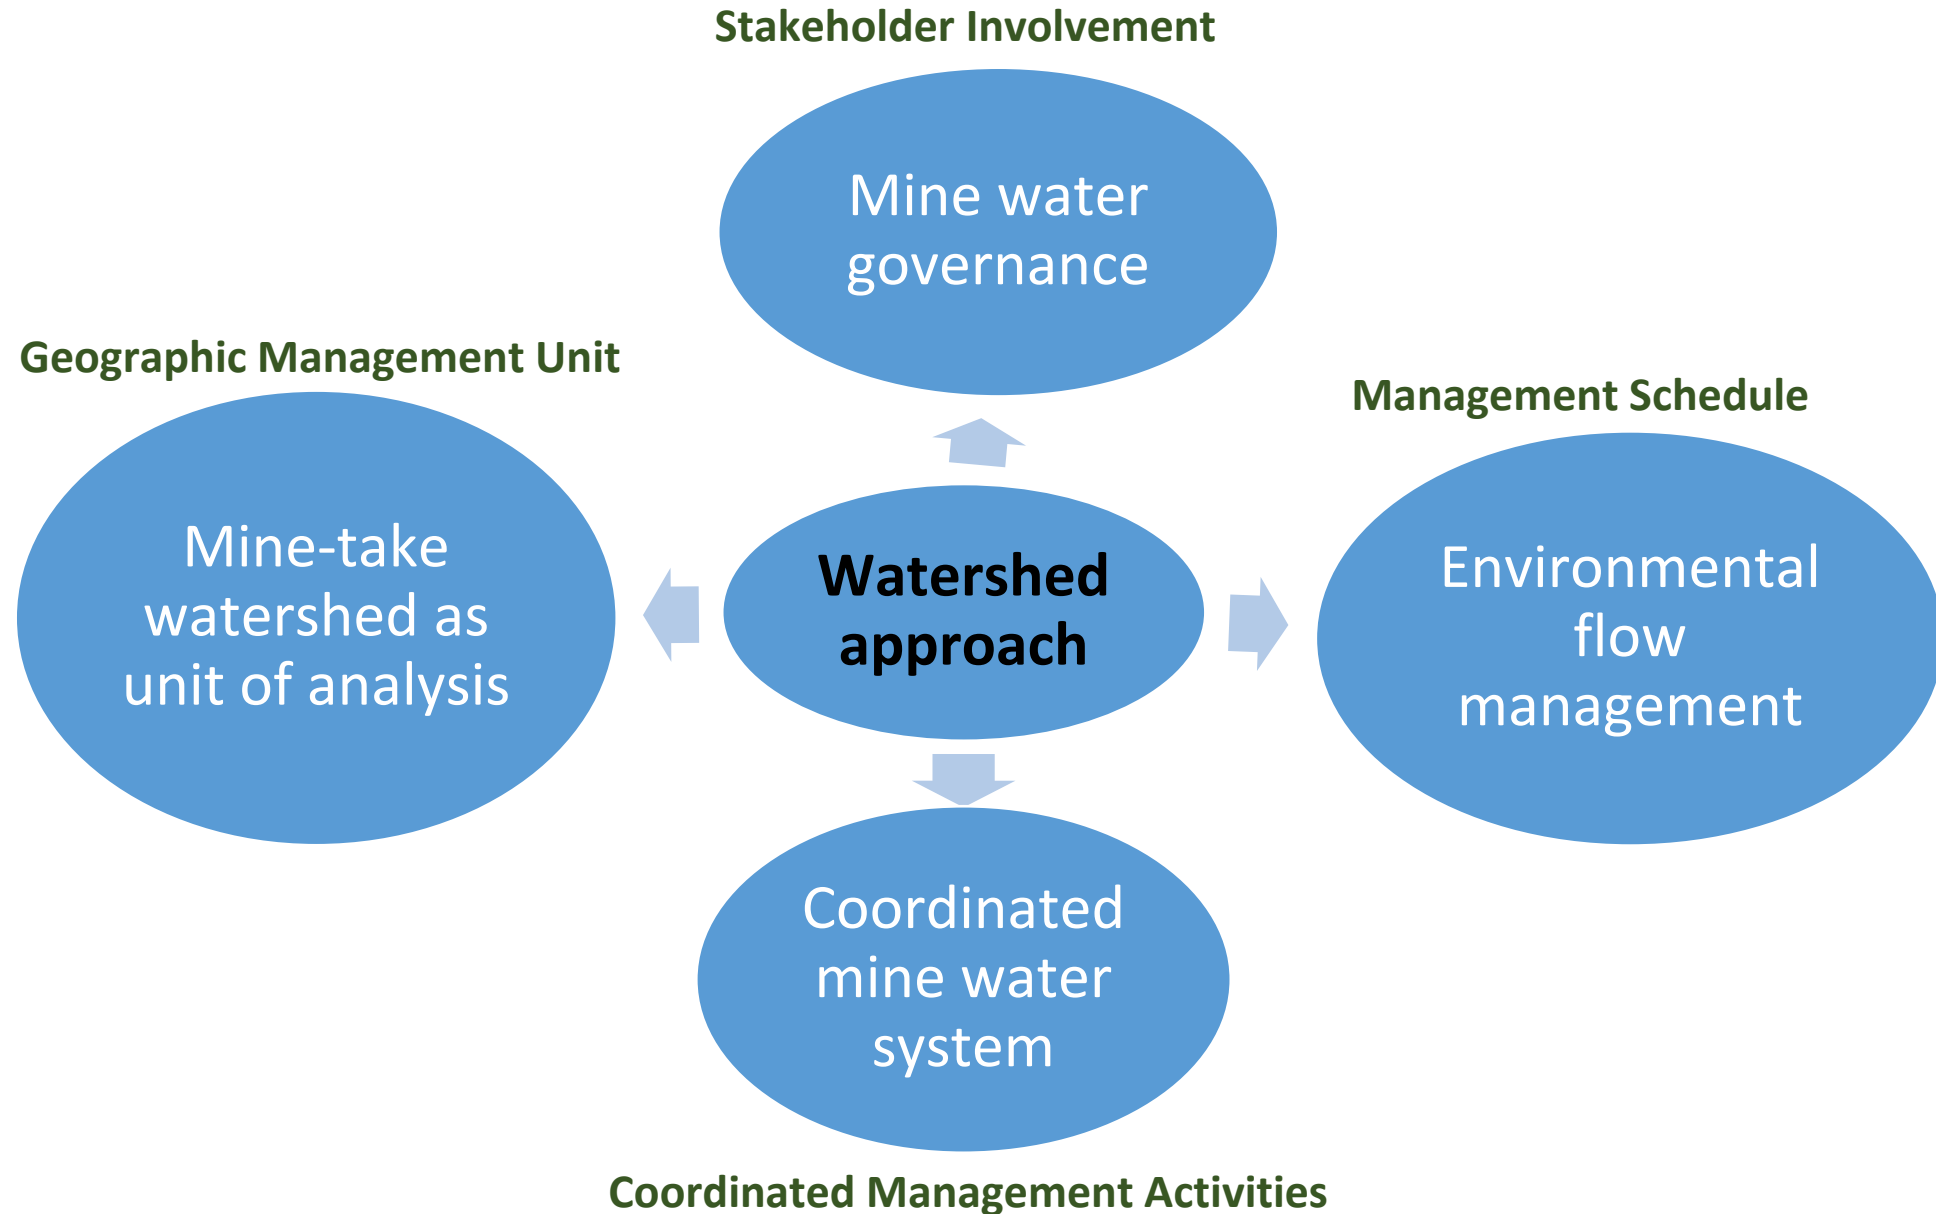 Stakeholder Involvement
Mine water
governance
Geographic Management Unit
Mine-take
watershed as
unit of analysis
Watershed
approach
Management Schedule
Environmental
flow
management
Coordinated
mine water
system
Coordinated Management Activities